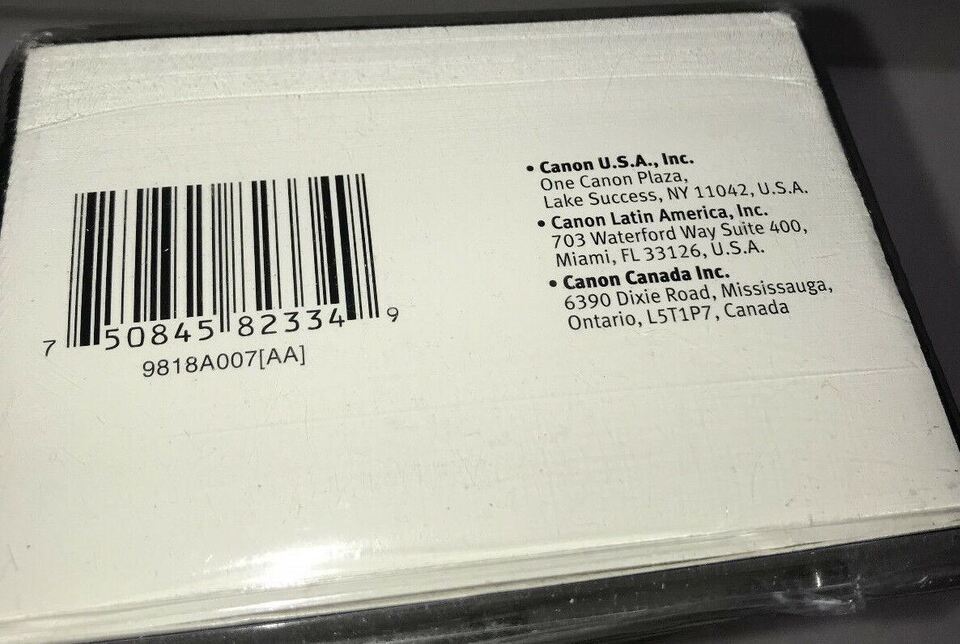 7 50845 82334 9
9818A007[AA]
• Canon U.S.A., Inc.
One Canon Plaza,
Lake Success, NY 11042, U.S.A.
• Canon Latin America, Inc.
703 Waterford Way Suite 400,
Miami, FL 33126, U.S.A.
• Canon Canada Inc.
6390 Dixie Road, Mississauga,
Ontario, L5T1P7, Canada